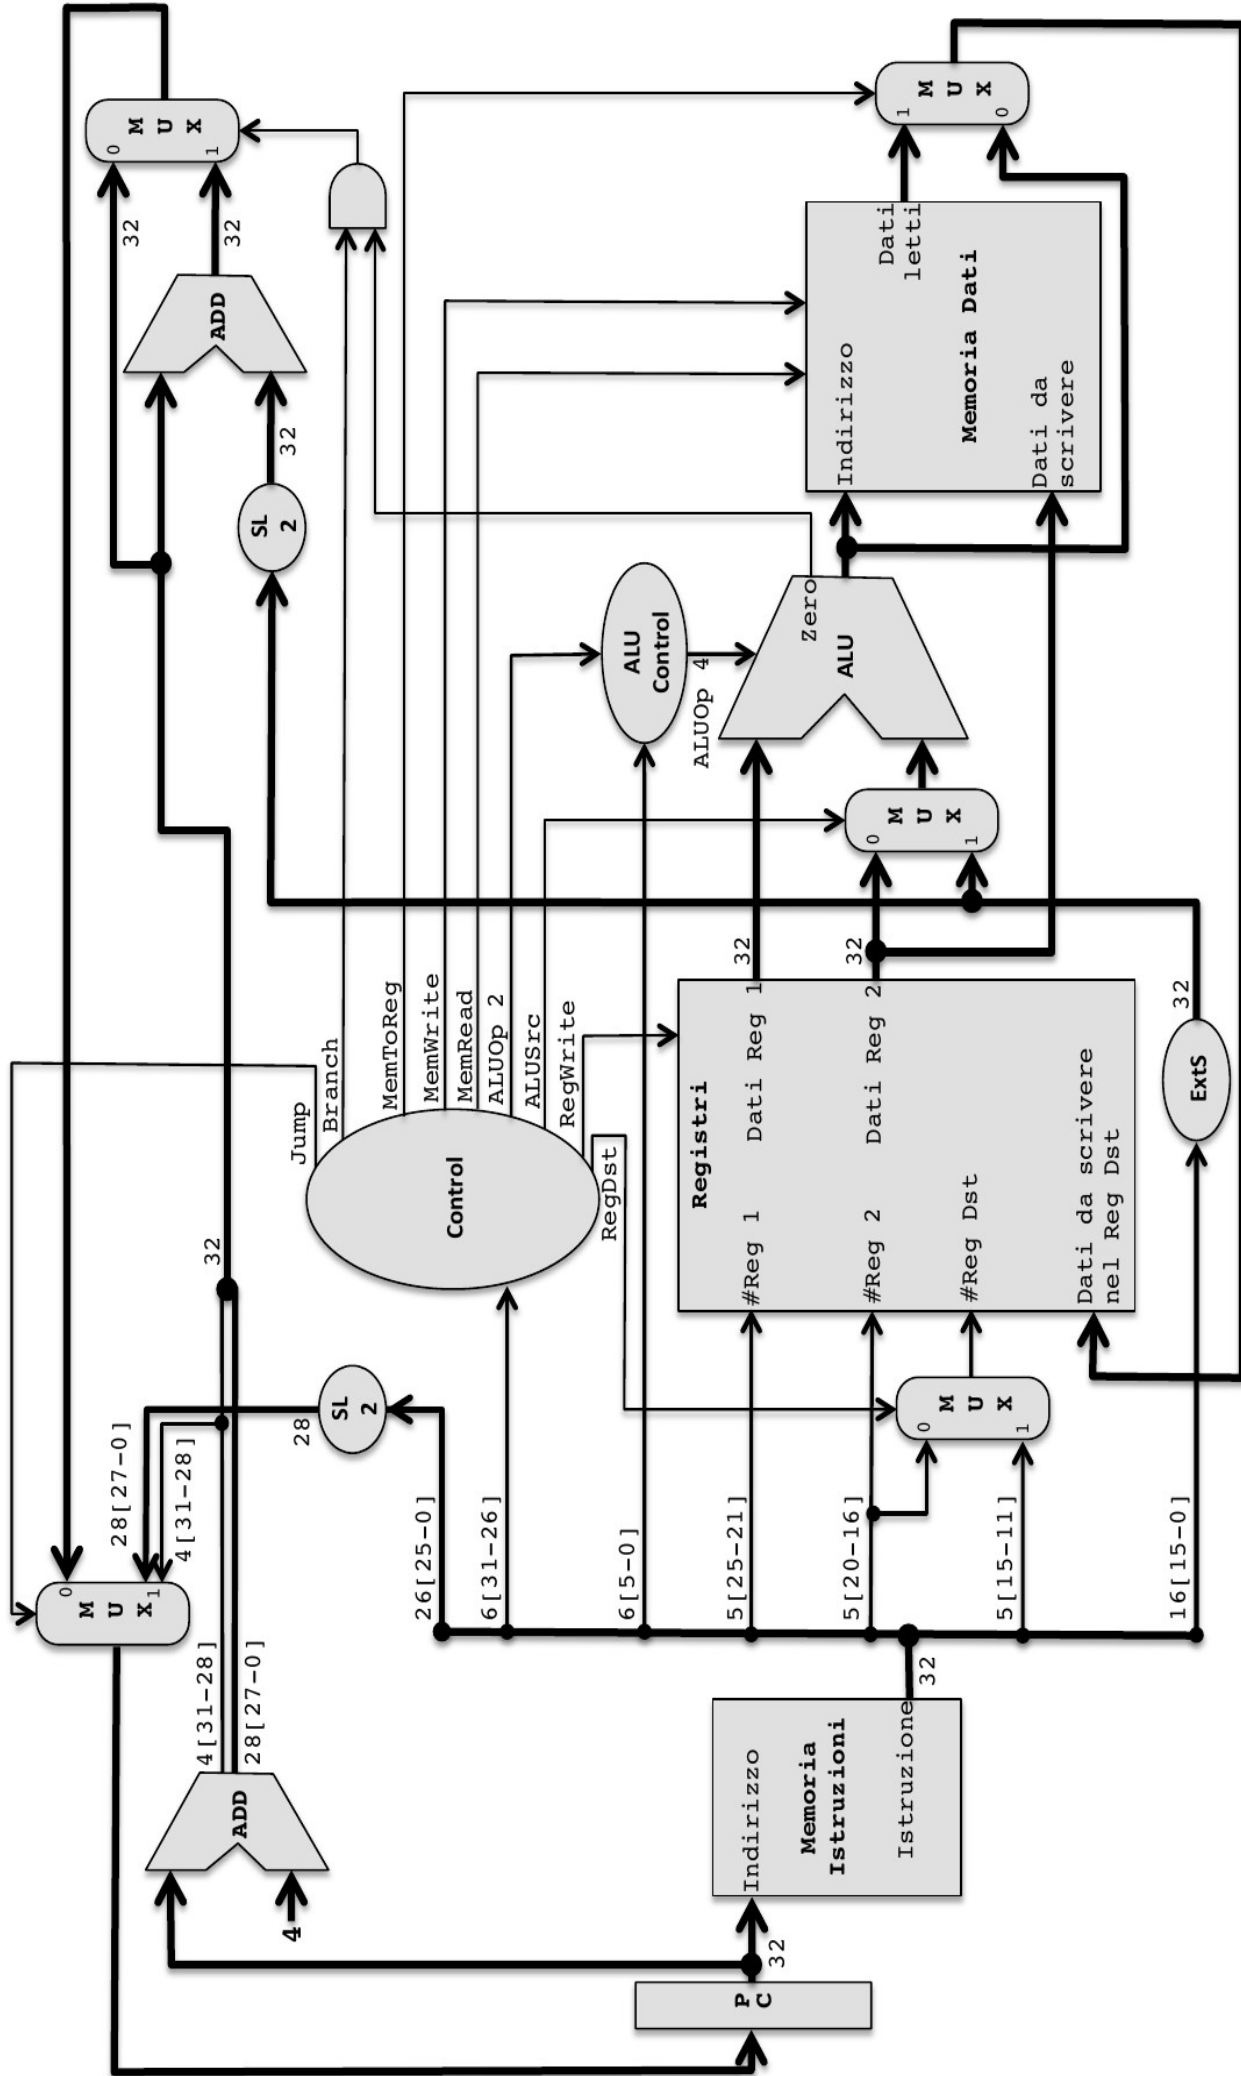 Jump
Branch
MemToReg
MemWrite
MemRead
ALUOp 2
ALUSrc
RegWrite
RegDst
Control
M
U
X
0
1
28[27-0]
4[31-28]
4[31-28]
28[27-0]
32
ADD
4
SL
2
28
26[25-0]
6[31-26]
6[5-0]
5[25-21]
5[20-16]
5[15-11]
16[15-0]
P
C
32
Indirizzo
Memoria
Istruzioni
Istruzione
32
M
U
X
0
1
Registri
#Reg 1
Dati Reg 1
#Reg 2
Dati Reg 2
#Reg Dst
Dati da scrivere
nel Reg Dst
32
32
ExtS
32
M
U
X
0
1
ALU
Control
ALUOp 4
Zero
ALU
SL
2
32
ADD
32
32
M
U
X
0
1
Indirizzo
Dati
letti
Memoria Dati
Dati da
scrivere
M
U
X
1
0